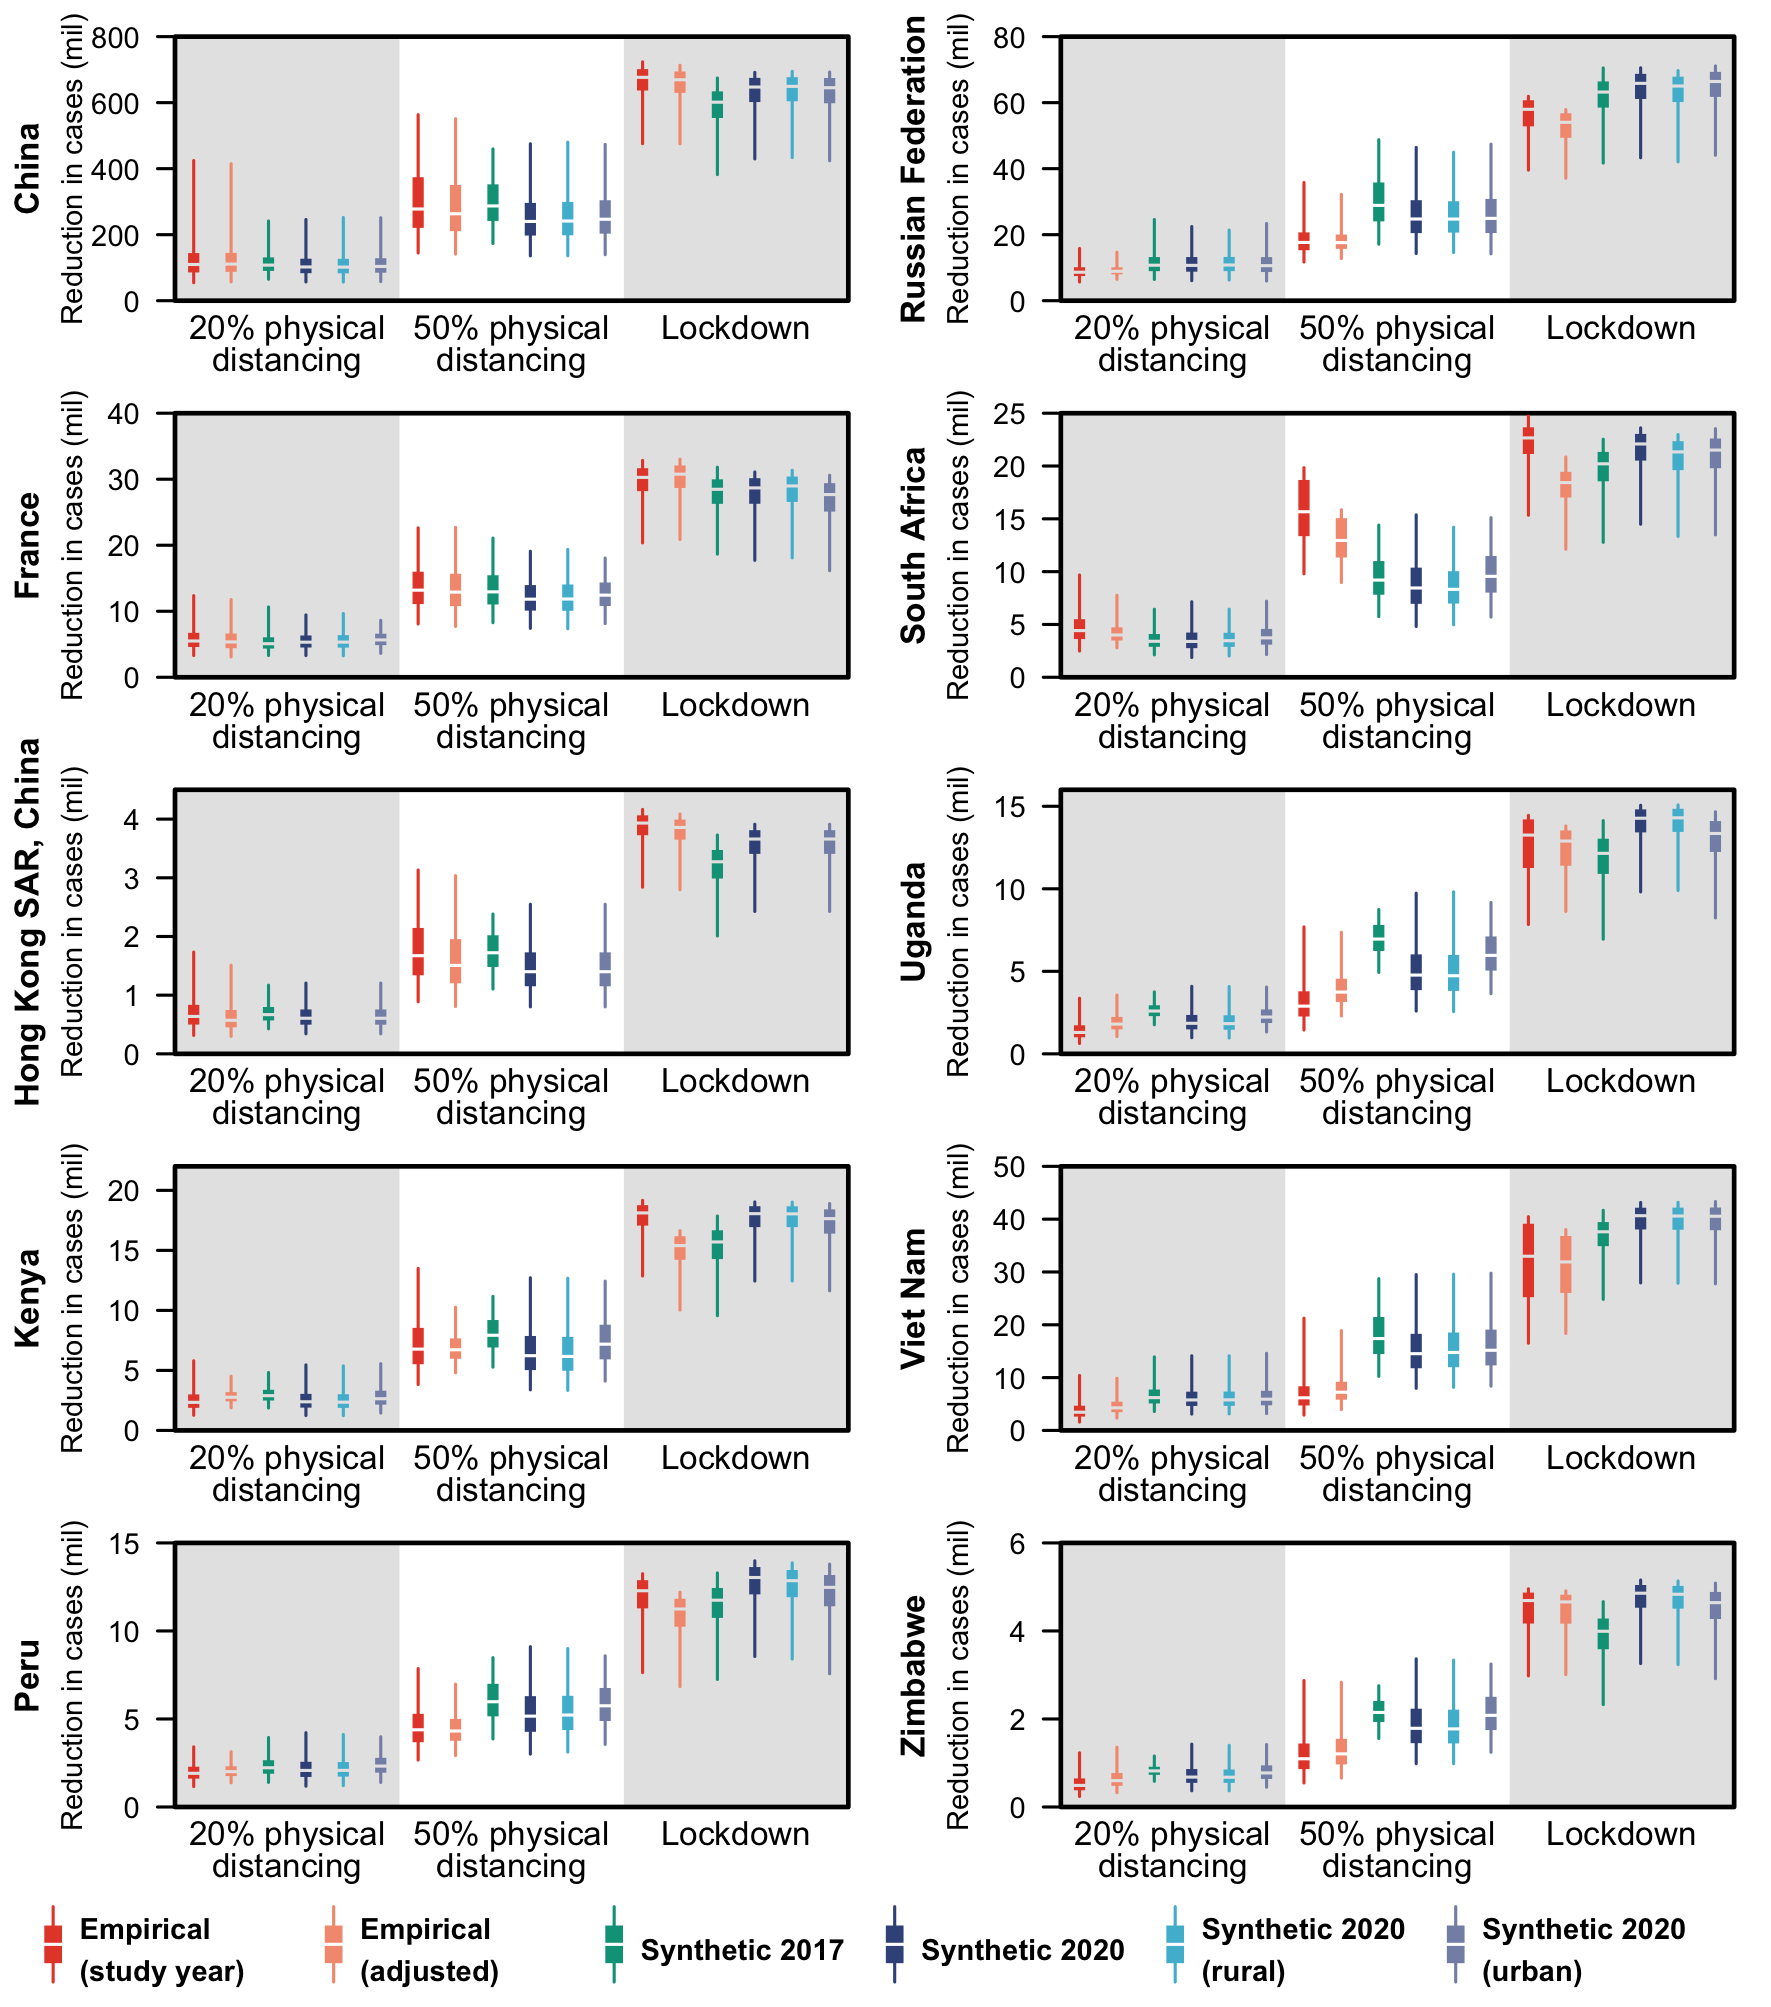 China
Reduction in cases (mil)
800
600
400
200
0
20% physical distancing
50% physical distancing
Lockdown
Russian Federation
Reduction in cases (mil)
80
60
40
20
0
20% physical distancing
50% physical distancing
Lockdown
France
Reduction in cases (mil)
40
30
20
10
0
20% physical distancing
50% physical distancing
Lockdown
South Africa
Reduction in cases (mil)
25
20
15
10
5
0
20% physical distancing
50% physical distancing
Lockdown
Hong Kong SAR, China
Reduction in cases (mil)
4
3
2
1
0
20% physical distancing
50% physical distancing
Lockdown
Uganda
Reduction in cases (mil)
15
10
5
0
20% physical distancing
50% physical distancing
Lockdown
Kenya
Reduction in cases (mil)
20
15
10
5
0
20% physical distancing
50% physical distancing
Lockdown
Viet Nam
Reduction in cases (mil)
50
40
30
20
10
0
20% physical distancing
50% physical distancing
Lockdown
Peru
Reduction in cases (mil)
15
10
5
0
20% physical distancing
50% physical distancing
Lockdown
Zimbabwe
Reduction in cases (mil)
6
4
2
0
20% physical distancing
50% physical distancing
Lockdown
Empirical (study year)
Empirical (adjusted)
Synthetic 2017
Synthetic 2020
Synthetic 2020 (rural)
Synthetic 2020 (urban)